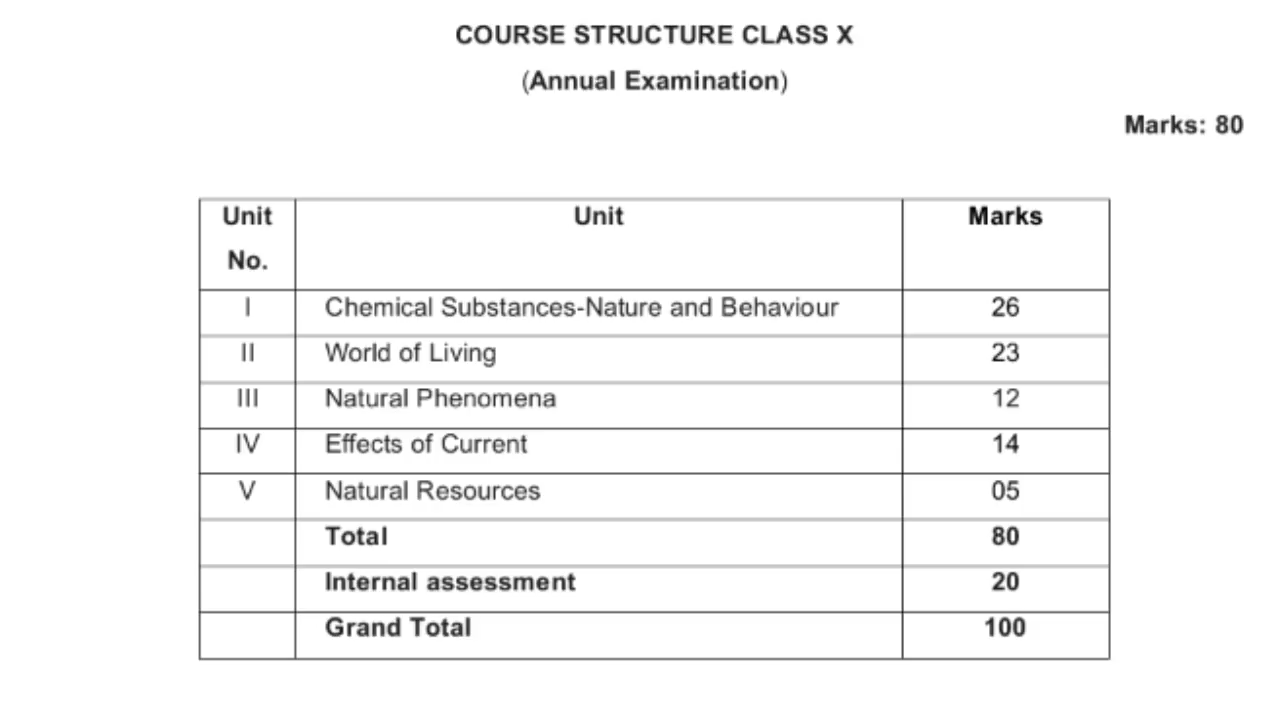 COURSE STRUCTURE CLASS X
(Annual Examination)
Marks: 80
Unit No. Unit Marks
I Chemical Substances-Nature and Behaviour 26
II World of Living 23
III Natural Phenomena 12
IV Effects of Current 14
V Natural Resources 05
Total 80
Internal assessment 20
Grand Total 100